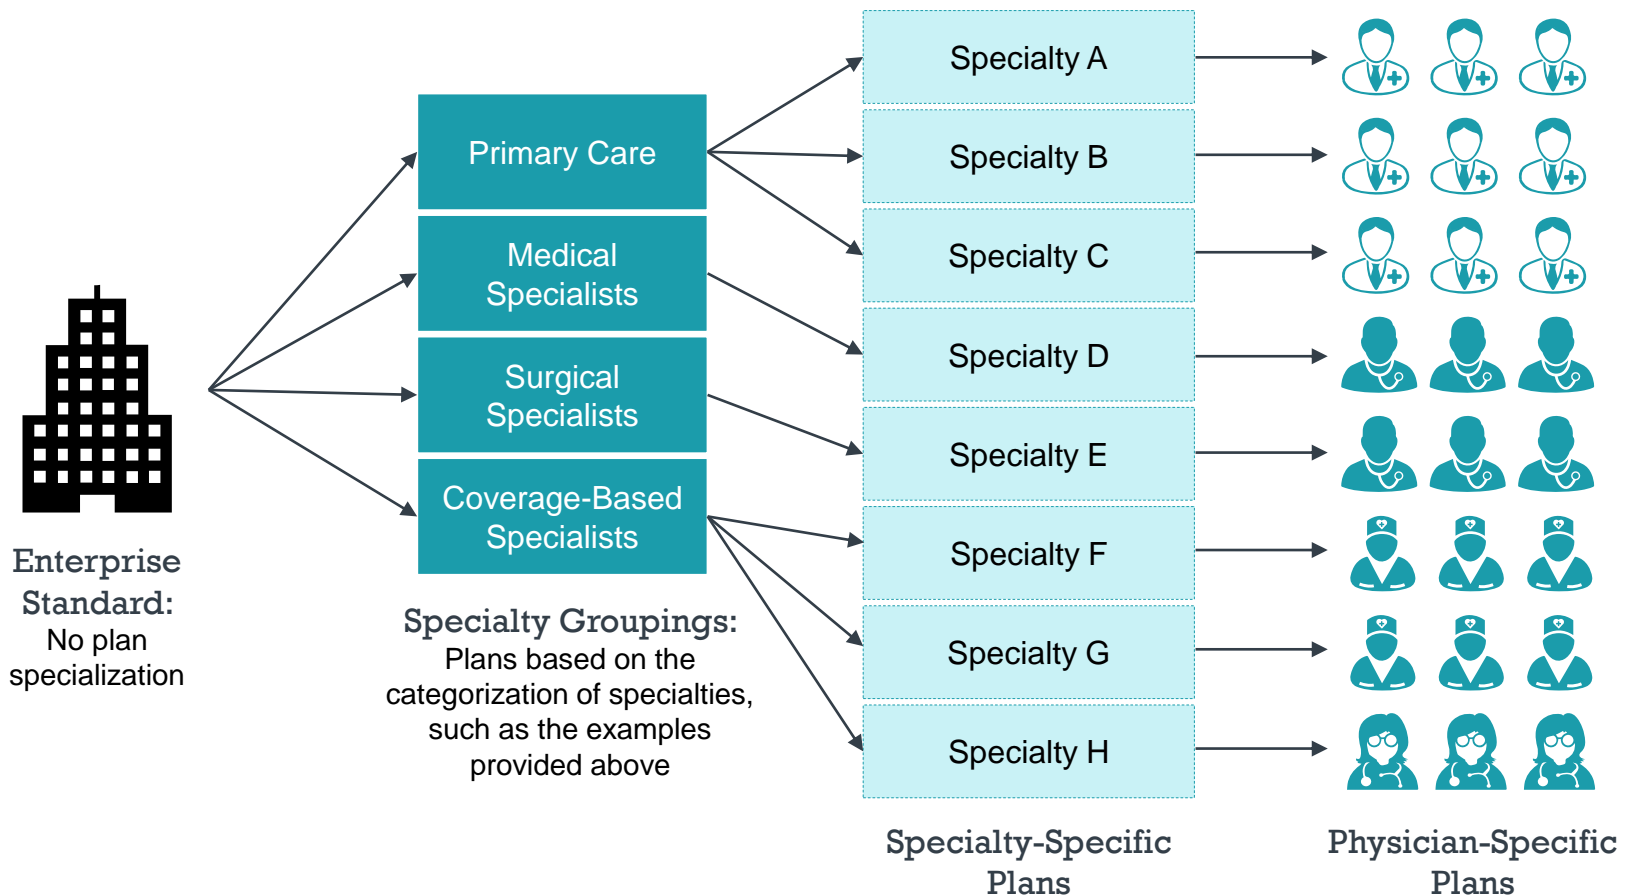 Enterprise
Standard:
No plan
specialization
Primary Care
Medical
Specialists
Surgical
Specialists
Coverage-Based
Specialists
Specialty Groupings:
Plans based on the
categorization of specialties,
such as the examples
provided above
Specialty A
Specialty B
Specialty C
Specialty D
Specialty E
Specialty F
Specialty G
Specialty H
Specialty-Specific
Plans
Physician-Specific
Plans